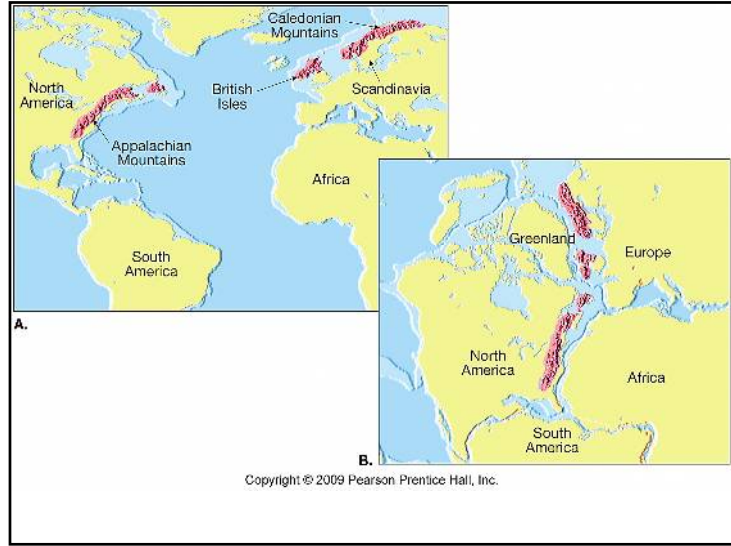 Caledonian
Mountains
North
America
British
Isles
Scandinavia
Appalachian
Mountains
Africa
South
America
A.
Greenland
Europe
North
America
Africa
South
America
B.
Copyright © 2009 Pearson Prentice Hall, Inc.